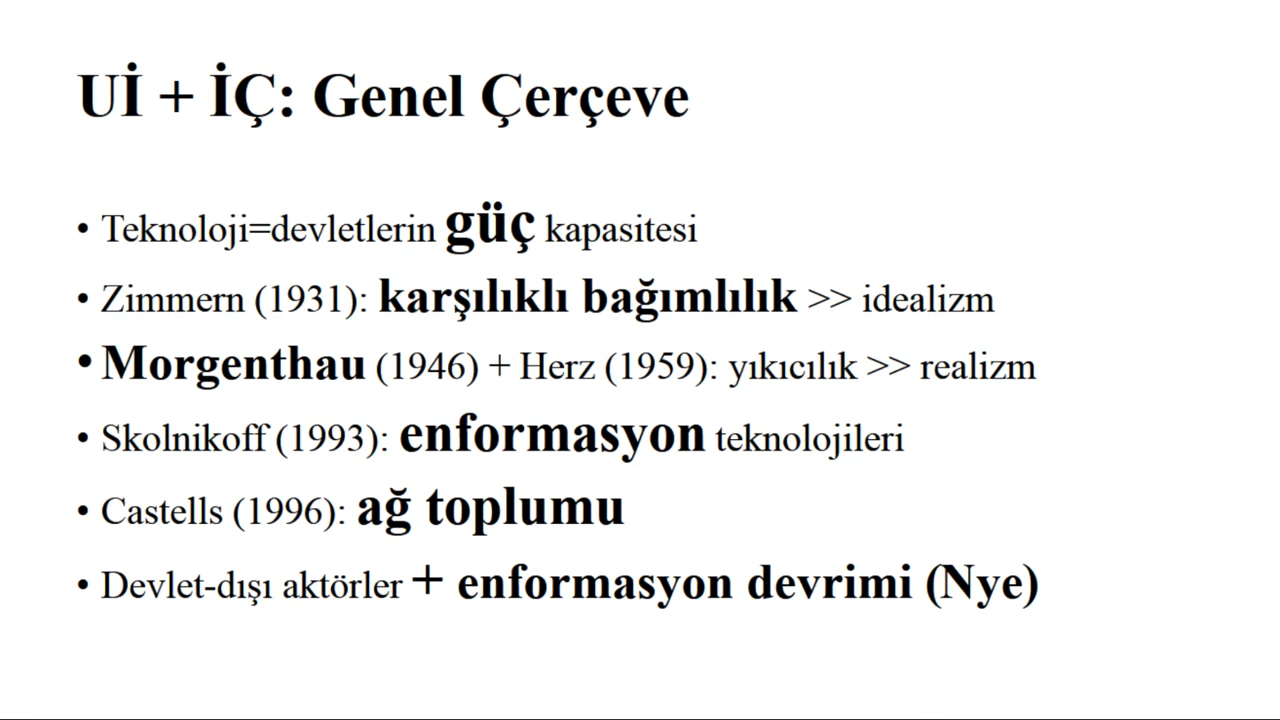 Uİ + İÇ: Genel Çerçeve
• Teknoloji=devletlerin güç kapasitesi
• Zimmern (1931): karşılıklı bağımlılık >> idealizm
• Morgenthau (1946) + Herz (1959): yıkıcılık >> realizm
• Skolnikoff (1993): enformasyon teknolojileri
• Castells (1996): ağ toplumu
• Devlet-dışı aktörler + enformasyon devrimi (Nye)